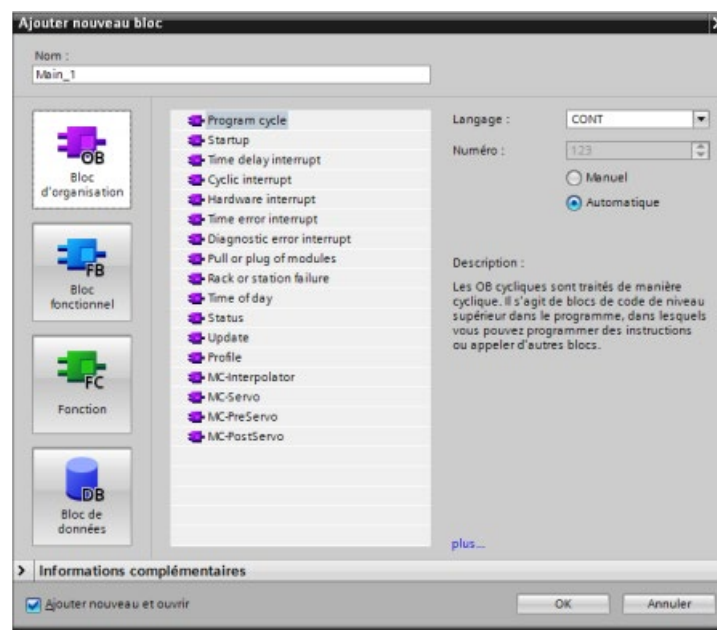 Ajouter nouveau bloc
Nom :
Main_1
OB
Bloc
d'organisation
FB
Bloc
fonctionnel
FC
Fonction
DB
Bloc de
données
Program cycle
Startup
Time delay interrupt
Cyclic interrupt
Hardware interrupt
Time error interrupt
Diagnostic error interrupt
Pull or plug of modules
Rack or station failure
Time of day
Status
Update
Profile
MC-Interpolator
MC-Servo
MC-PreServo
MC-PostServo
Langage :
CONT
Numéro :
123
Manuel
Automatique
Description :
Les OB cycliques sont traités de manière
cyclique. Il s'agit de blocs de code de niveau
supérieur dans le programme, dans lesquels
vous pouvez programmer des instructions
ou appeler d'autres blocs.
plus...
> Informations complémentaires
Ajouter nouveau et ouvrir
OK
Annuler